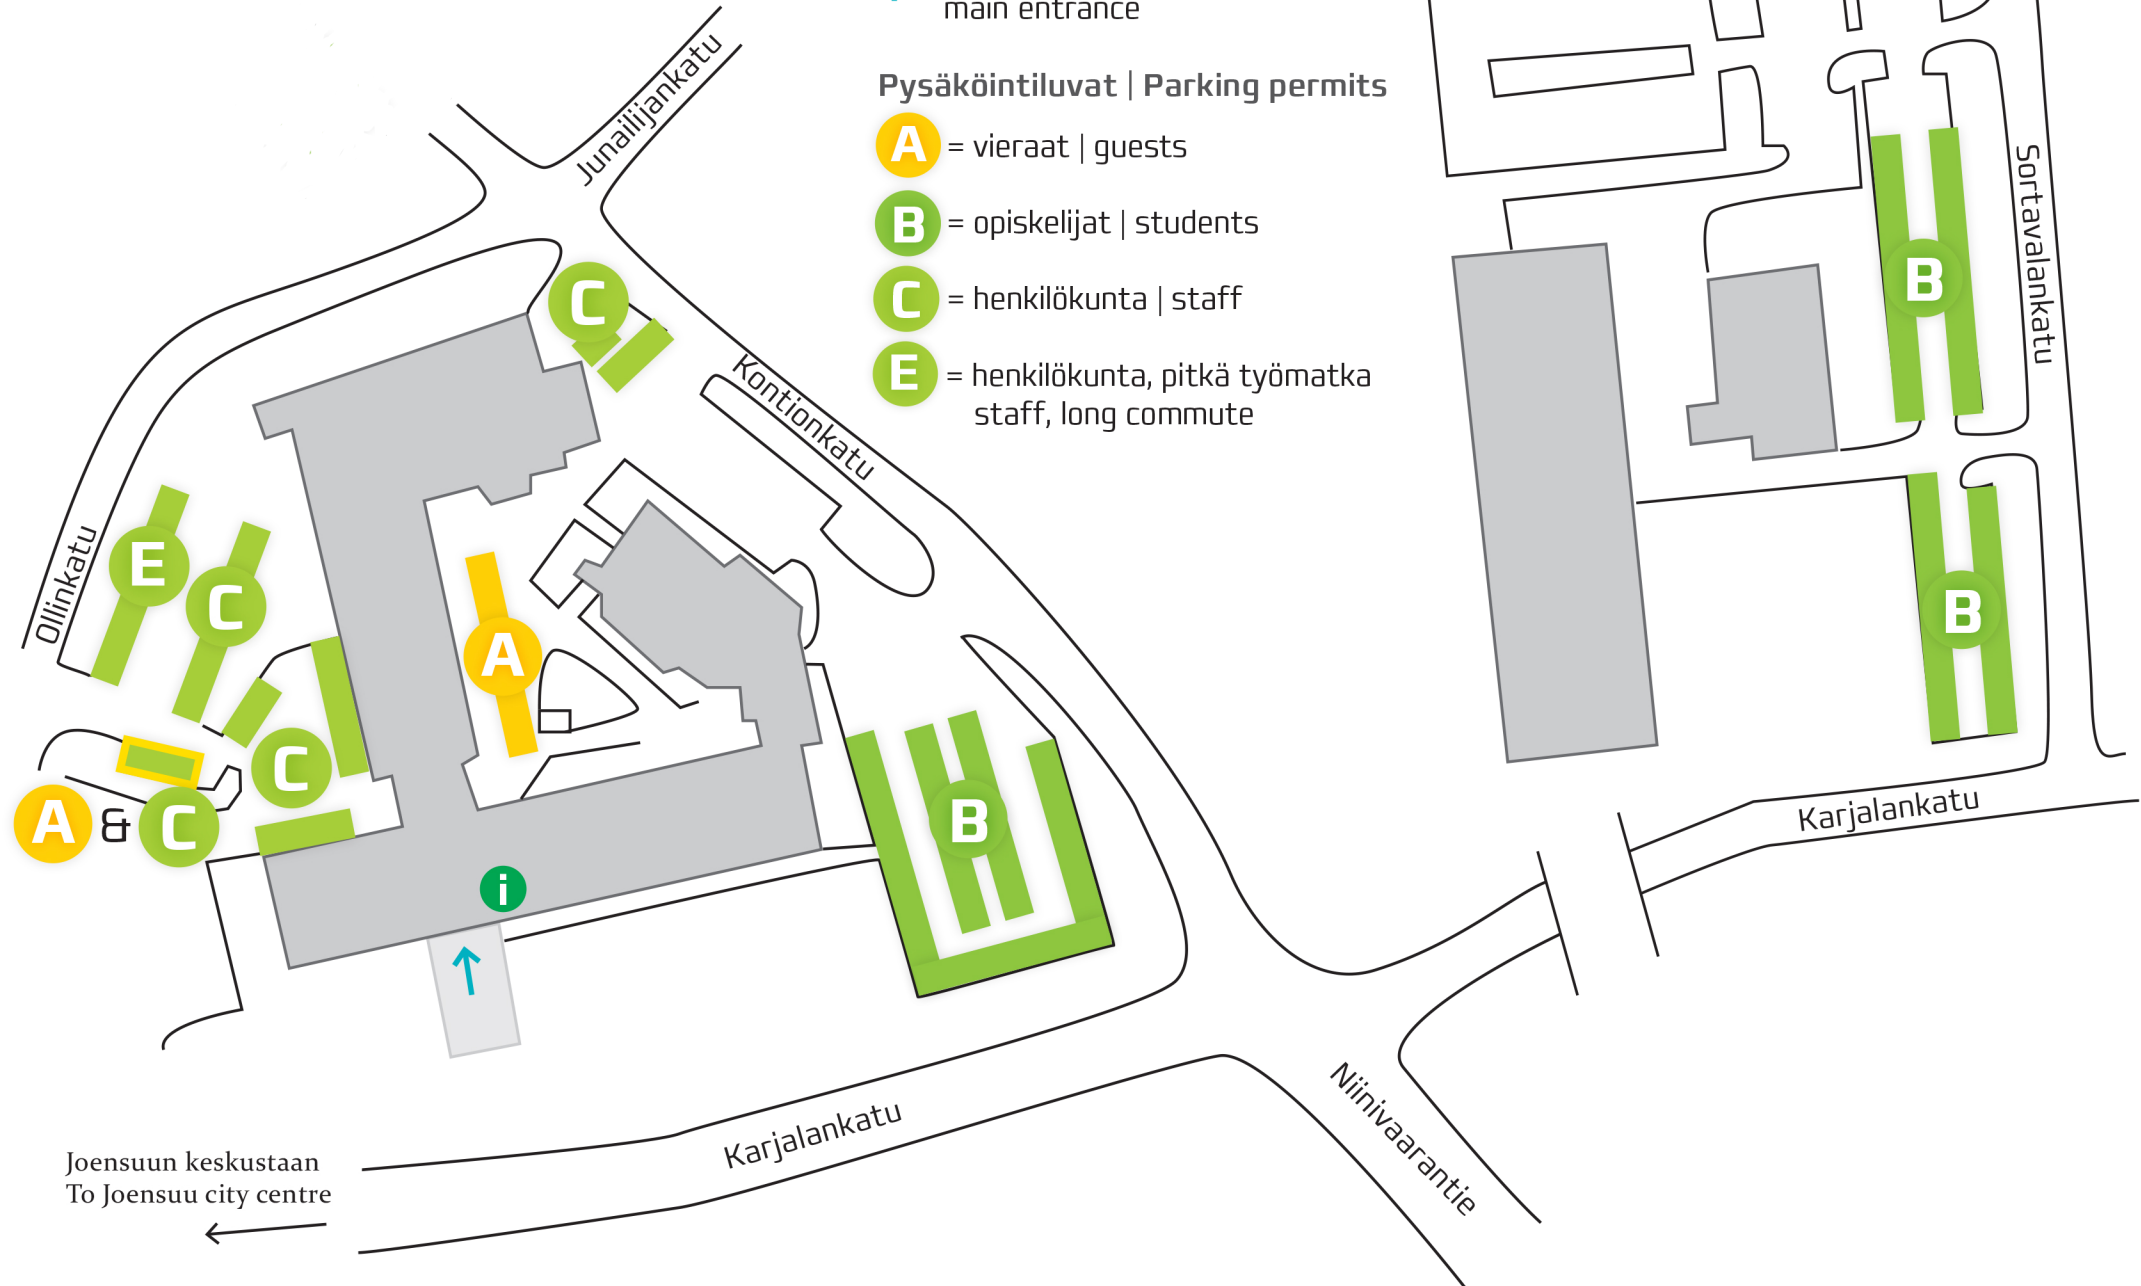 main entrance
Pysäköintiluvat | Parking permits
A = vieraat | guests
B = opiskelijat | students
C = henkilökunta | staff
E = henkilökunta, pitkä työmatka
staff, long commute
Junailijankatu
Kontionkatu
Ollinkatu
Sortavalankatu
C
E
C
A
C
A & C
B
B
B
i
Karjalankatu
Karjalankatu
Niinivaarantie
Joensuun keskustaan
To Joensuu city centre